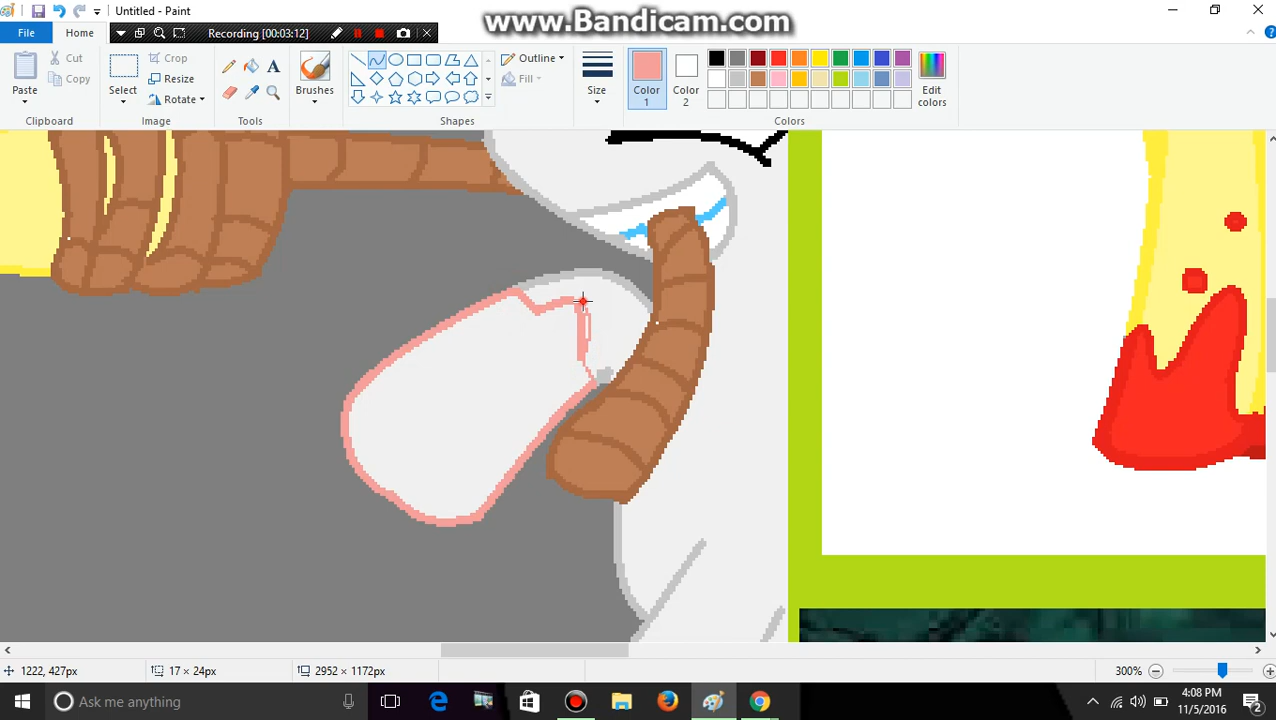 Untitled - Paint
www.Bandicam.com
File
Home
Recording [00:03:12]
Paste
Cut
Copy
Clipboard
Select
Crop
Resize
Rotate
Image
Tools
Brushes
Outline
Fill
Shapes
Size
Color 1
Color 2
Edit colors
Colors
1222, 427px
17 × 24px
2952 × 1172px
300%
Ask me anything
4:08 PM
11/5/2016
2